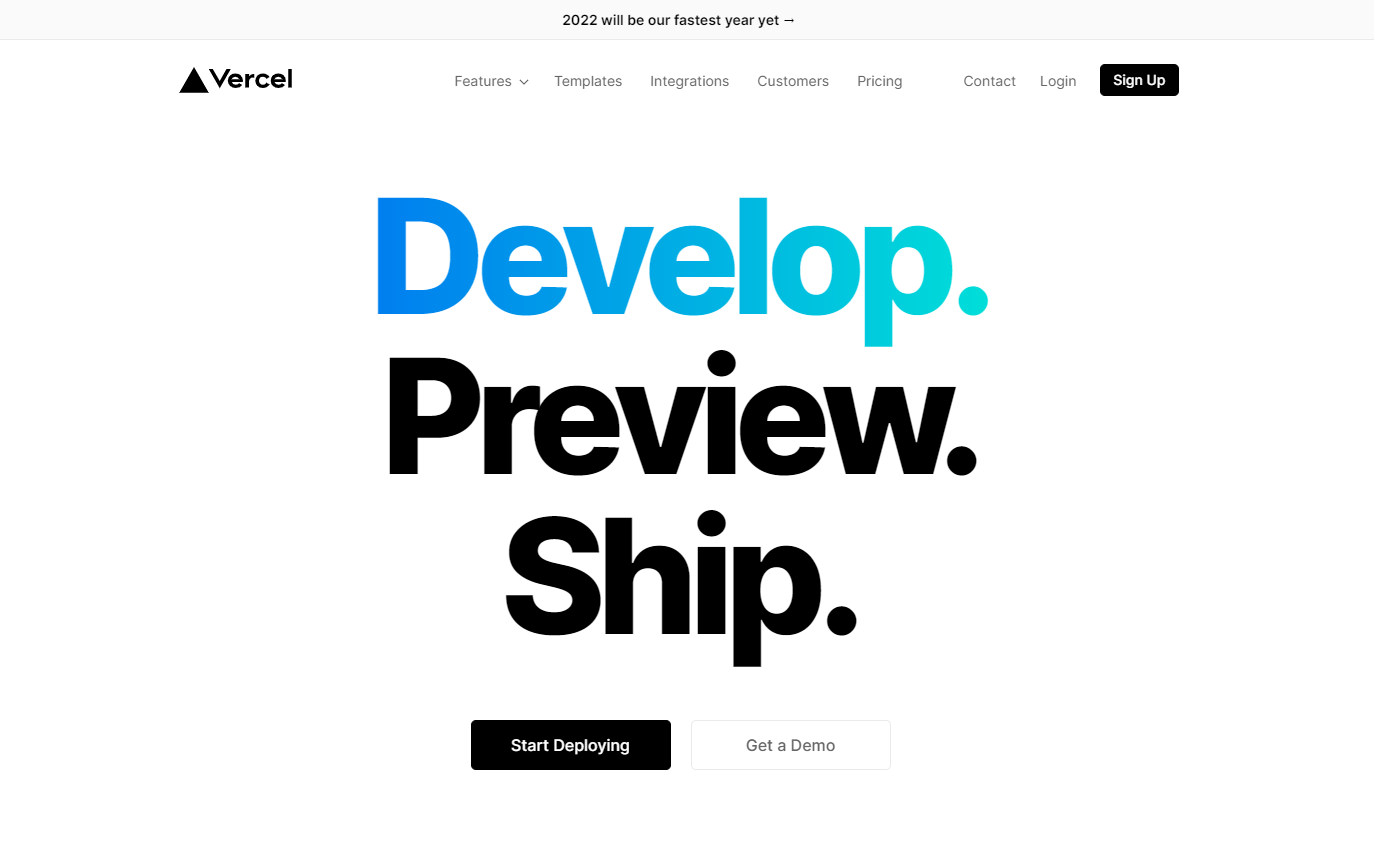 2022 will be our fastest year yet →
Vercel Features Templates Integrations Customers Pricing Contact Login Sign Up
Develop.
Preview.
Ship.
Start Deploying Get a Demo